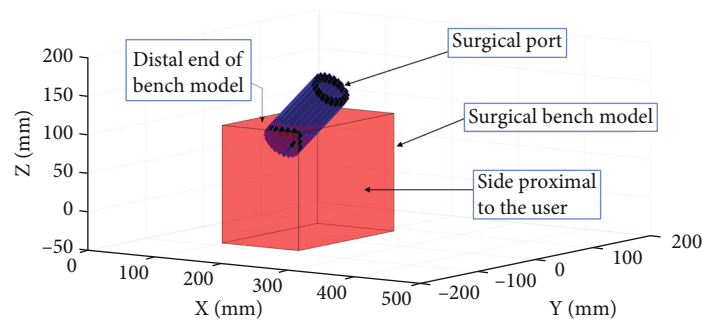 Distal end of
bench model
Surgical port
Surgical bench model
Side proximal
to the user
200
150
100
50
0
−50
Z (mm)
0
100
200
300
400
500
X (mm)
−200
−100
0
100
200
Y (mm)